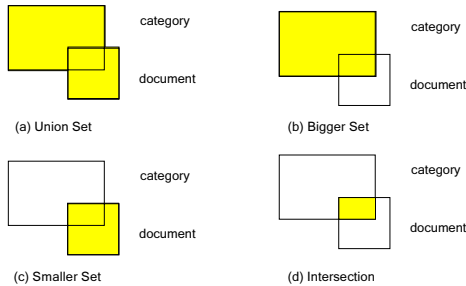 category
document
(a) Union Set
category
document
(b) Bigger Set
category
document
(c) Smaller Set
category
document
(d) Intersection